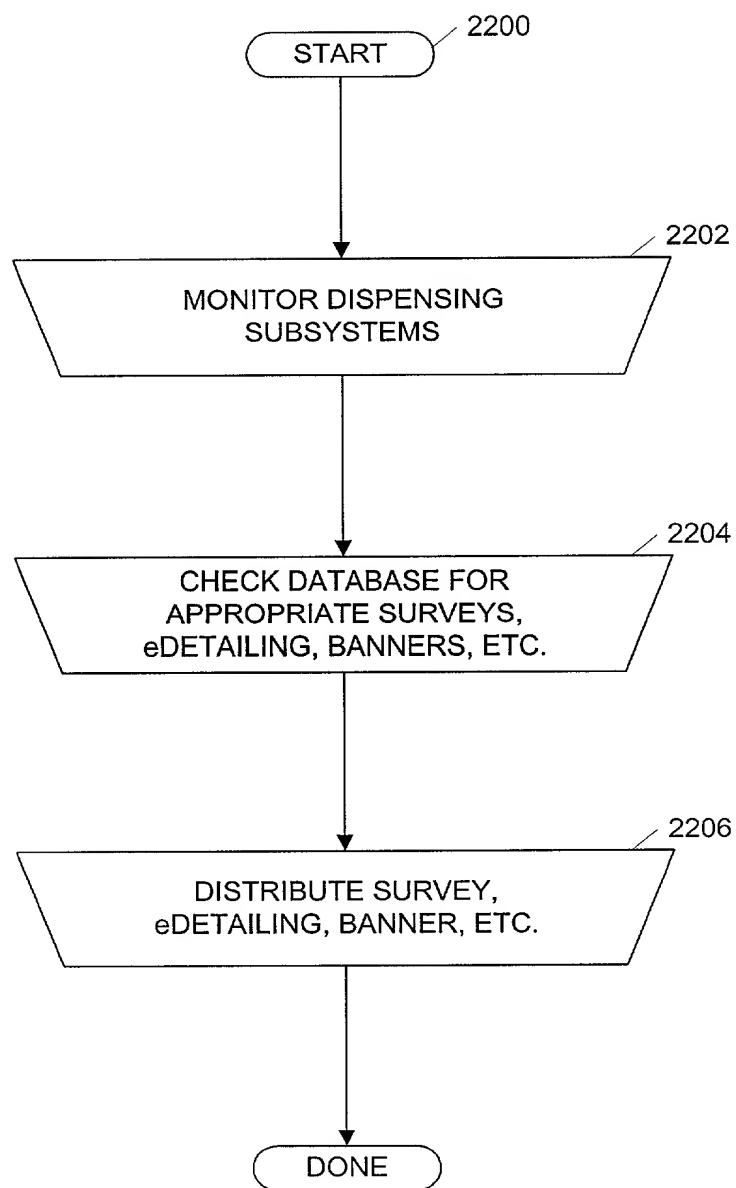 START
2200
2202
MONITOR DISPENSING
SUBSYSTEMS
2204
CHECK DATABASE FOR
APPROPRIATE SURVEYS,
eDETAILING, BANNERS, ETC.
2206
DISTRIBUTE SURVEY,
eDETAILING, BANNER, ETC.
DONE